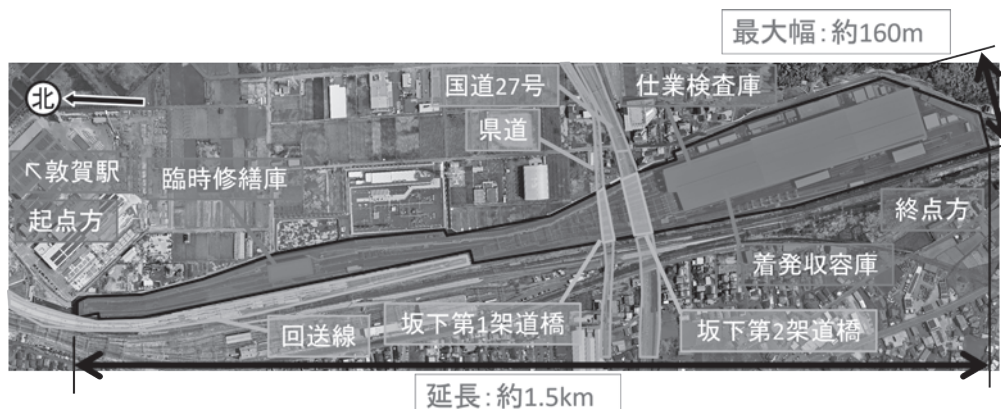 最大幅:約160m
北
国道27号
仕業検査庫
県道
↖敦賀駅
臨時修繕庫
起点方
終点方
着発収容庫
回送線
坂下第1架道橋
坂下第2架道橋
延長:約1.5km